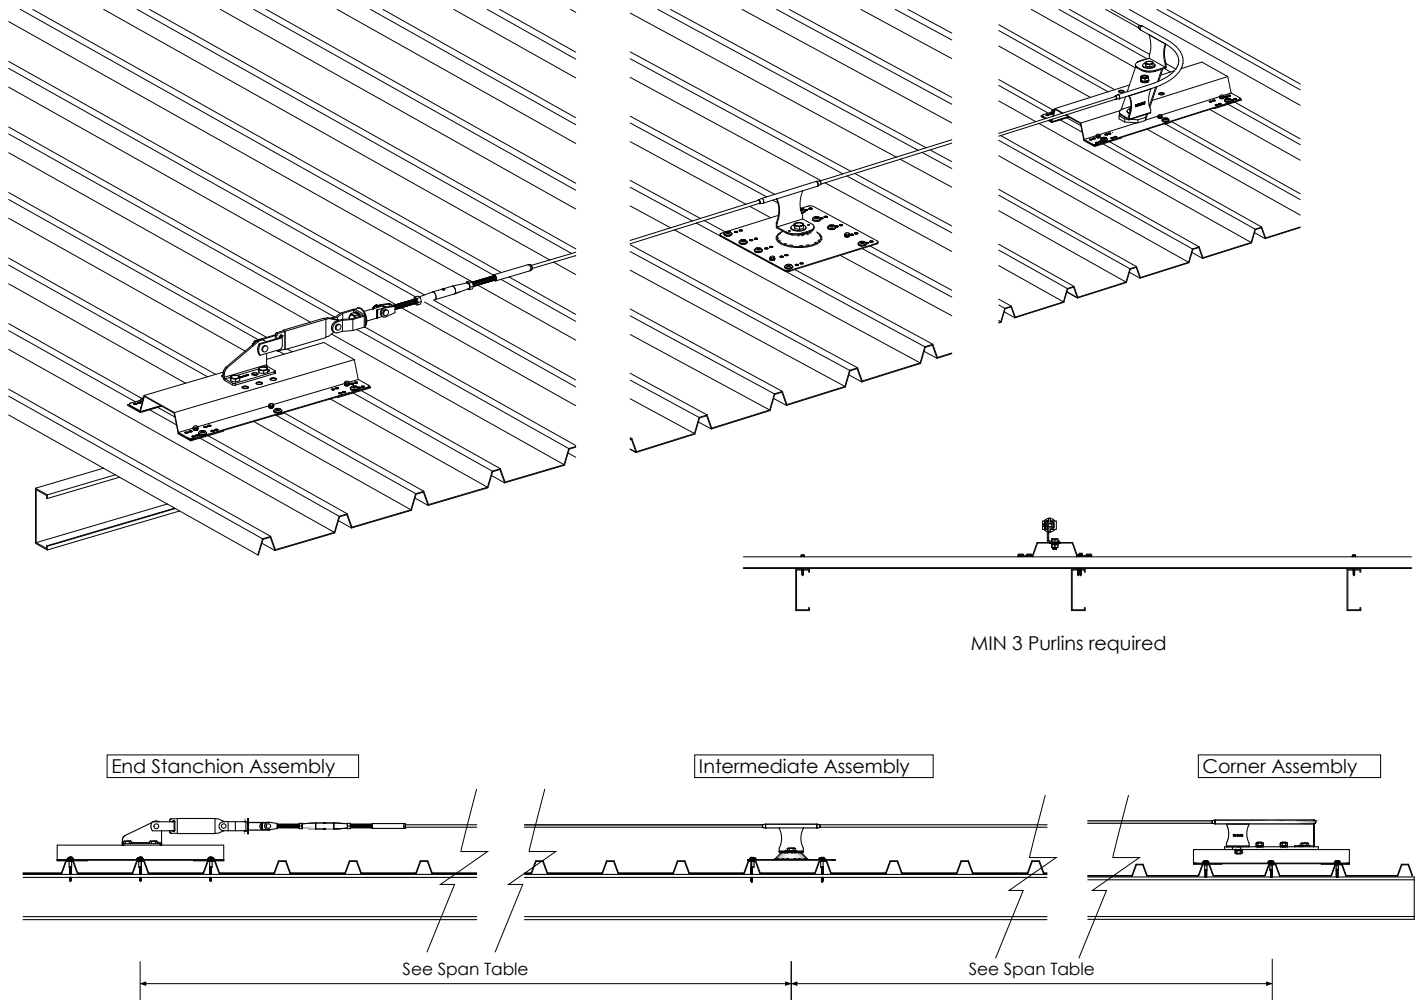 MIN 3 Purlins required
End Stanchion Assembly
Intermediate Assembly
Corner Assembly
See Span Table
See Span Table